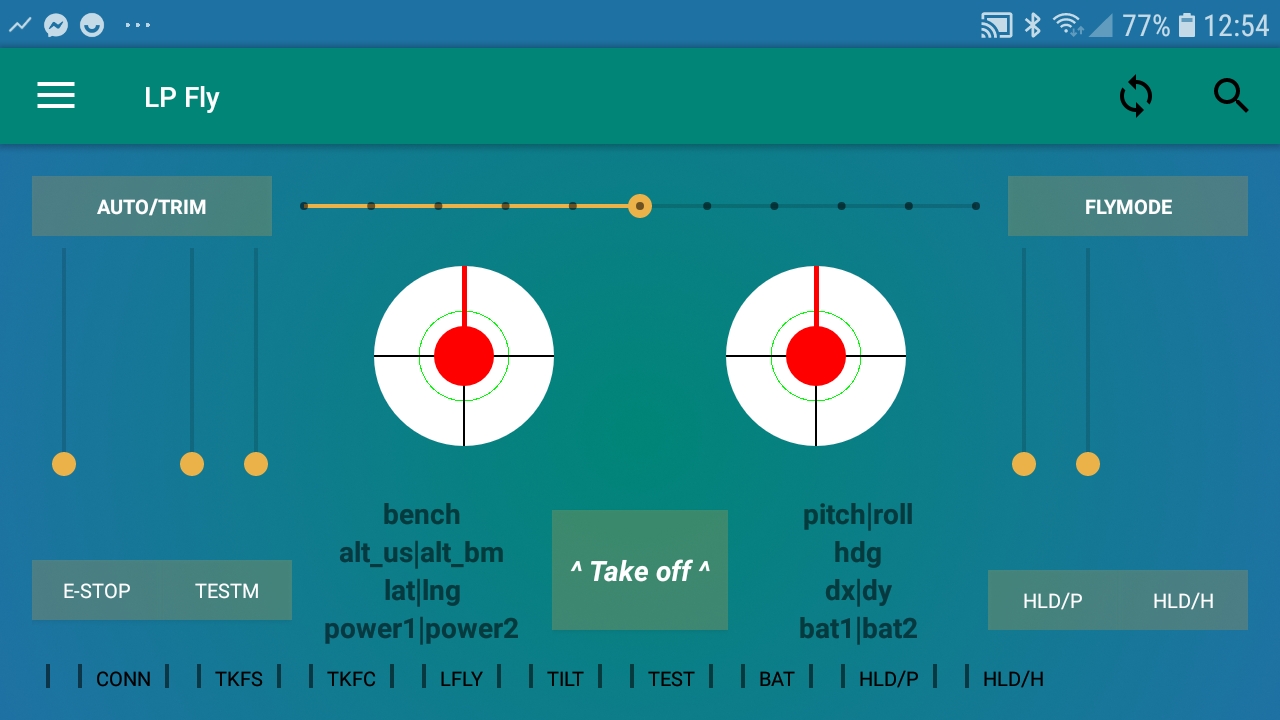 77% 12:54
LP Fly
AUTO/TRIM FLYMODE
bench pitch|roll
alt_us|alt_bm hdg
^ Take off ^
lat|lng dx|dy
E-STOP TESTM HLD/P HLD/H
power1|power2 bat1|bat2
CONN TKFS TKFC LFLY TILT TEST BAT HLD/P HLD/H